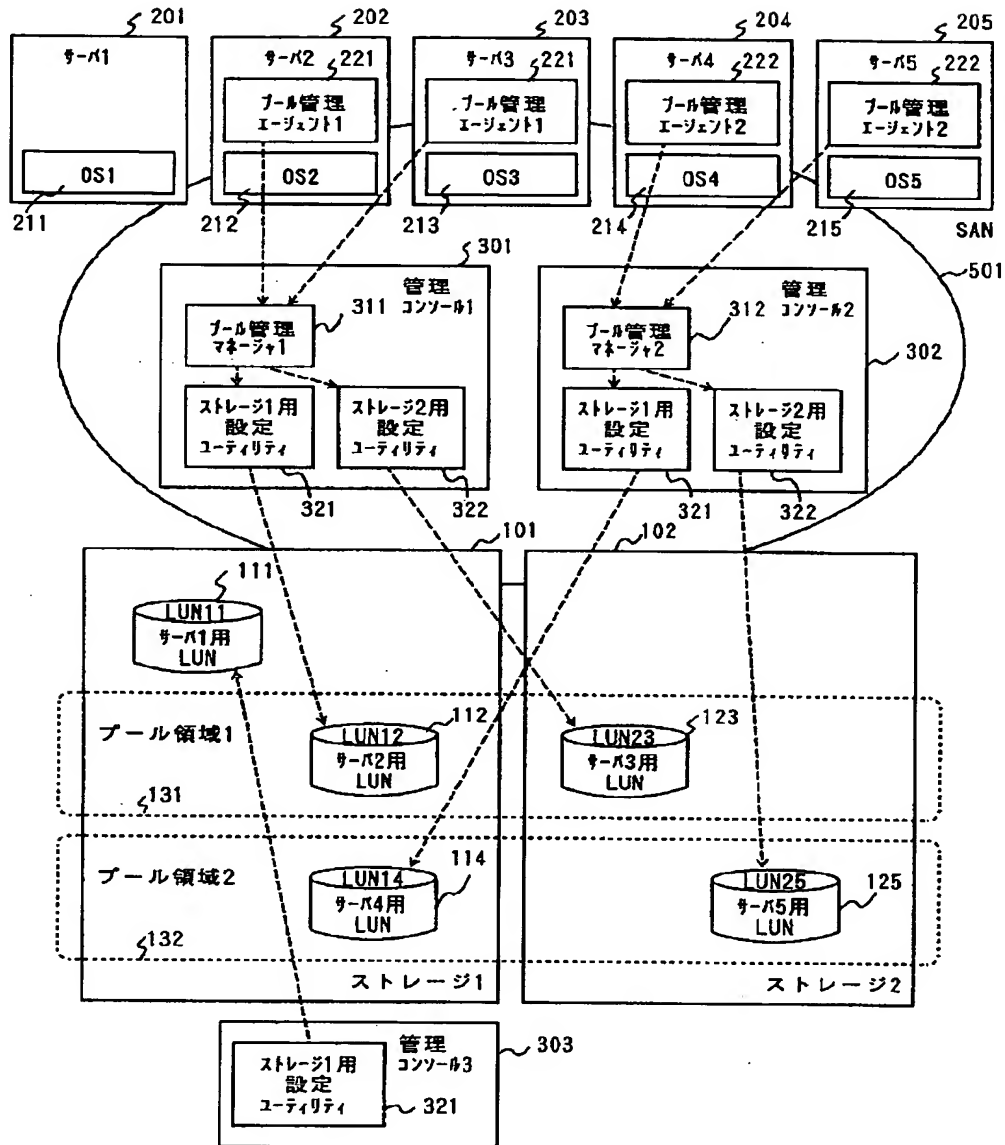 201
202
203
204
205
サーバ1
OS1
211
サーバ2
221
プール管理
エージェント1
OS2
212
サーバ3
221
プール管理
エージェント1
OS3
213
サーバ4
222
プール管理
エージェント2
OS4
214
サーバ5
222
プール管理
エージェント2
OS5
215
SAN
501
301
管理
コンソール1
プール管理
マネージャ1
311
ストレージ1用
設定
ユーティリティ
321
ストレージ2用
設定
ユーティリティ
322
管理
コンソール2
302
プール管理
マネージャ2
312
ストレージ1用
設定
ユーティリティ
321
ストレージ2用
設定
ユーティリティ
322
101
102
111
LUN11
サーバ1用
LUN
プール領域1
131
112
LUN12
サーバ2用
LUN
123
LUN23
サーバ3用
LUN
プール領域2
132
114
LUN14
サーバ4用
LUN
125
LUN25
サーバ5用
LUN
ストレージ1
ストレージ2
303
管理
コンソール3
ストレージ1用
設定
ユーティリティ
321